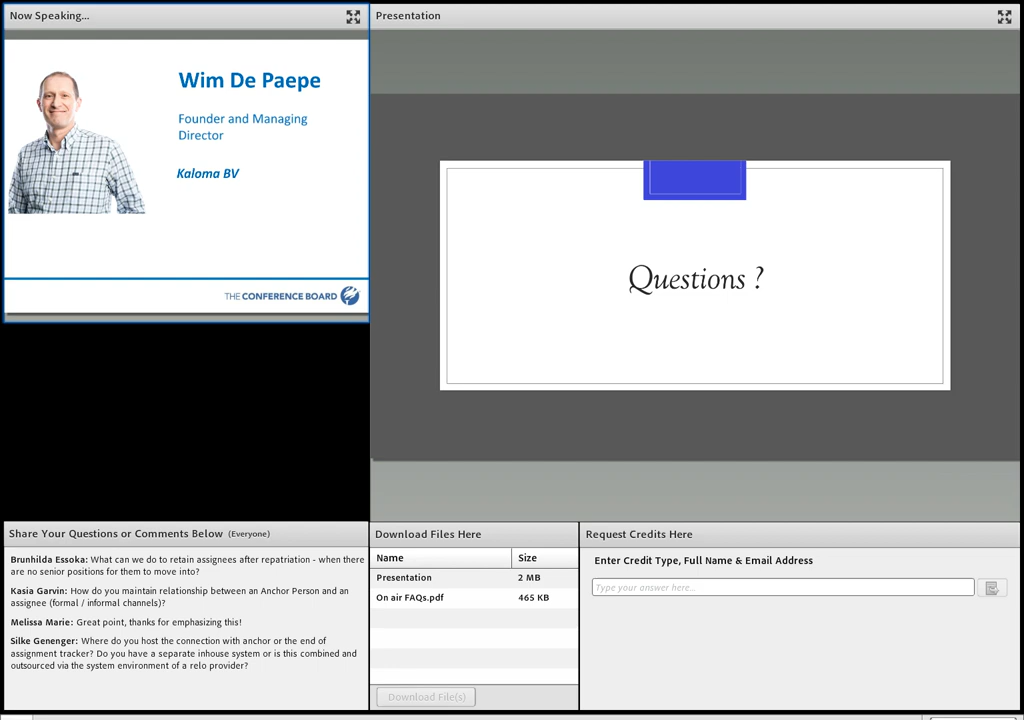 Now Speaking...
Wim De Paepe
Founder and Managing
Director
Kaloma BV
THE CONFERENCE BOARD
Presentation
Questions ?
Share Your Questions or Comments Below (Everyone)
Brunhilda Essoka: What can we do to retain assignees after repatriation - when there
are no senior positions for them to move into?
Kasia Garvin: How do you maintain relationship between an Anchor Person and an
assignee (formal / informal channels)?
Melissa Marie: Great point, thanks for emphasizing this!
Silke Genenger: Where do you host the connection with anchor or the end of
assignment tracker? Do you have a separate inhouse system or is this combined and
outsourced via the system environment of a relo provider?
Download Files Here
Name Size
Presentation 2 MB
On air FAQs.pdf 465 KB
Download File(s)
Request Credits Here
Enter Credit Type, Full Name & Email Address
Type your answer here...